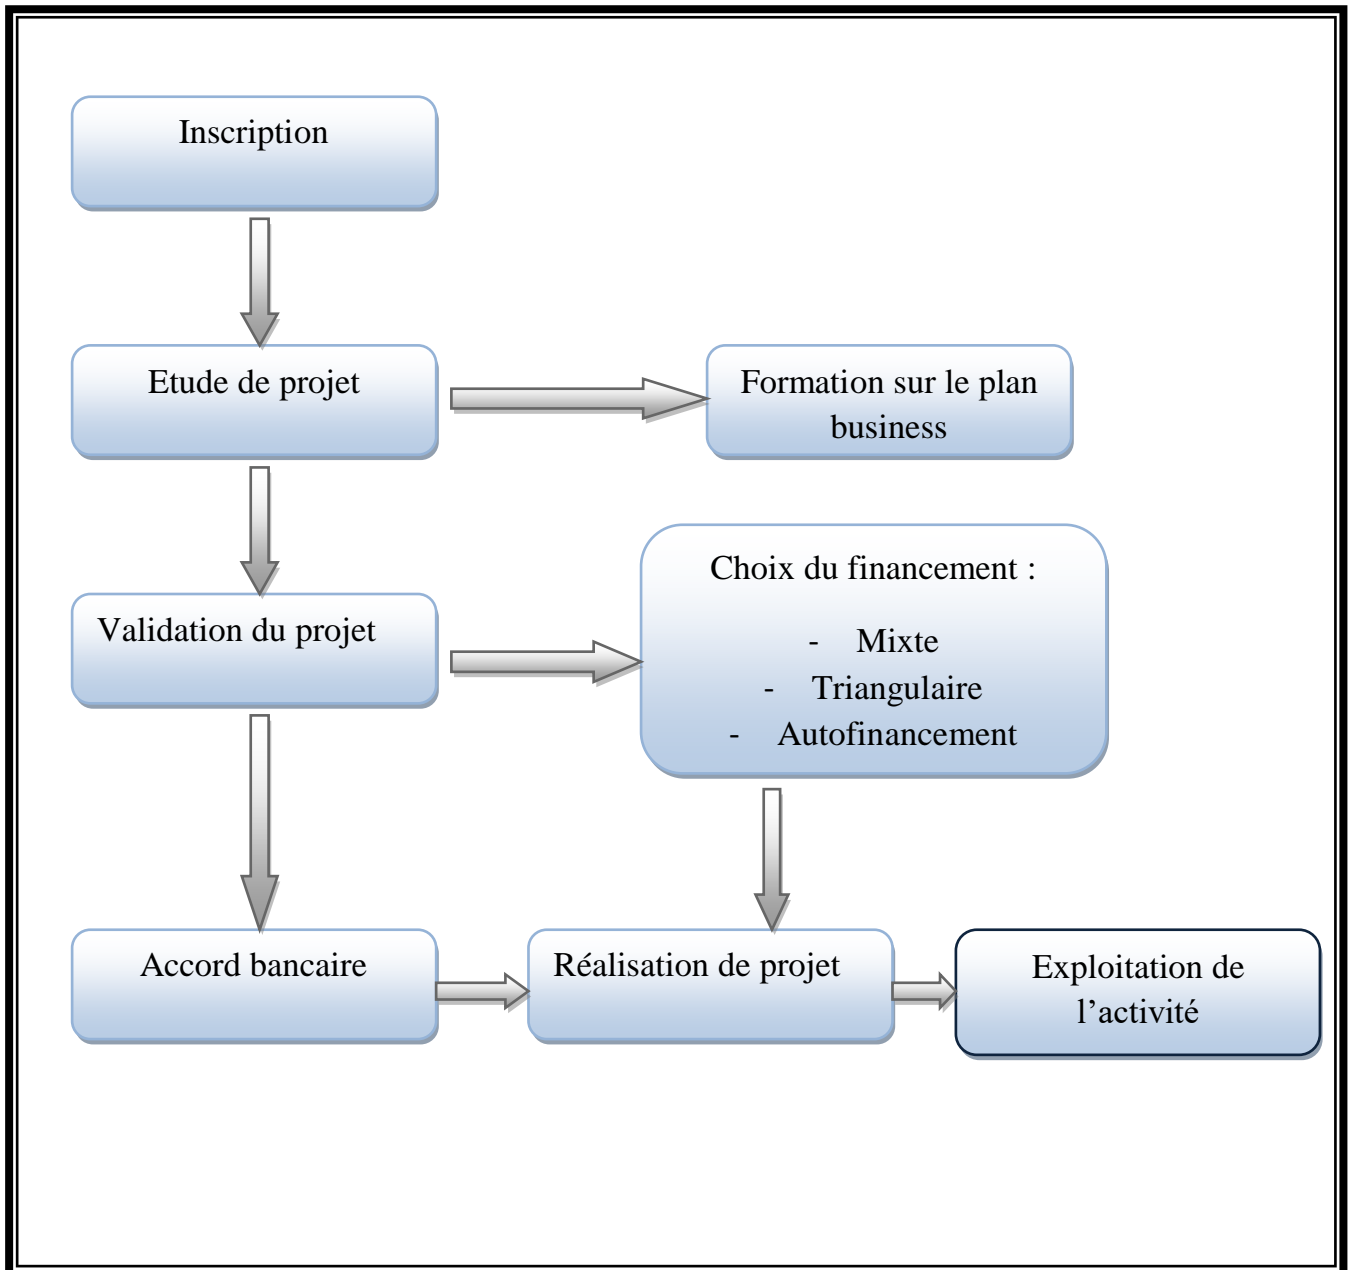 Inscription
Etude de projet
Formation sur le plan
business
Validation du projet
Choix du financement :
- Mixte
- Triangulaire
- Autofinancement
Accord bancaire
Réalisation de projet
Exploitation de
l’activité